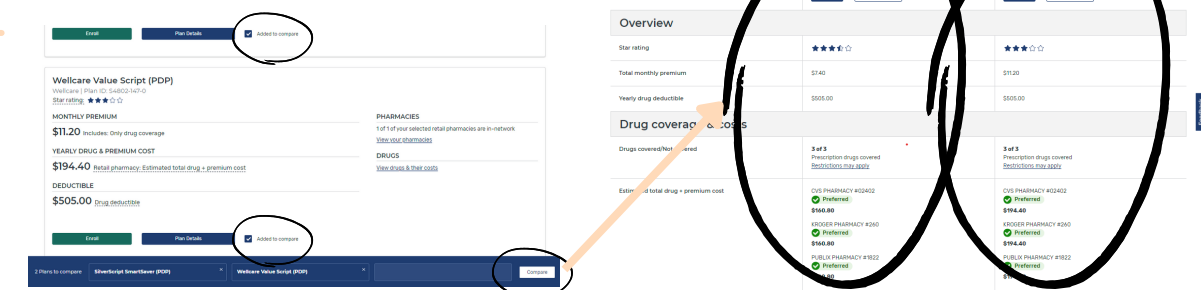 Enroll
Plan Details
Added to compare
Wellcare Value Script (PDP)
Wellcare | Plan ID: S4802-147-0
Star rating:
MONTHLY PREMIUM
$11.20 Includes: Only drug coverage
YEARLY DRUG & PREMIUM COST
$194.40 Retail pharmacy: Estimated total drug + premium cost
DEDUCTIBLE
$505.00 Drug deductible
PHARMACIES
1 of 1 of your selected retail pharmacies are in-network
View your pharmacies
DRUGS
View drugs & their costs
Enroll
Plan Details
Added to compare
2 Plans to compare
SilverScript SmartSaver (PDP) ×
Wellcare Value Script (PDP) ×
Compare
Overview
Star rating
Total monthly premium $7.40 $11.20
Yearly drug deductible $505.00 $505.00
Drug coverage & costs
Drugs covered/Not
3 of 3
Prescription drugs covered
Restrictions may apply
3 of 3
Prescription drugs covered
Restrictions may apply
Estimated total drug + premium cost
CVS PHARMACY #02402
Preferred
$160.80
KROGER PHARMACY #260
Preferred
$160.80
PUBLIX PHARMACY #1822
Preferred
CVS PHARMACY #02402
Preferred
$194.40
KROGER PHARMACY #260
Preferred
$194.40
PUBLIX PHARMACY #1822
Preferred